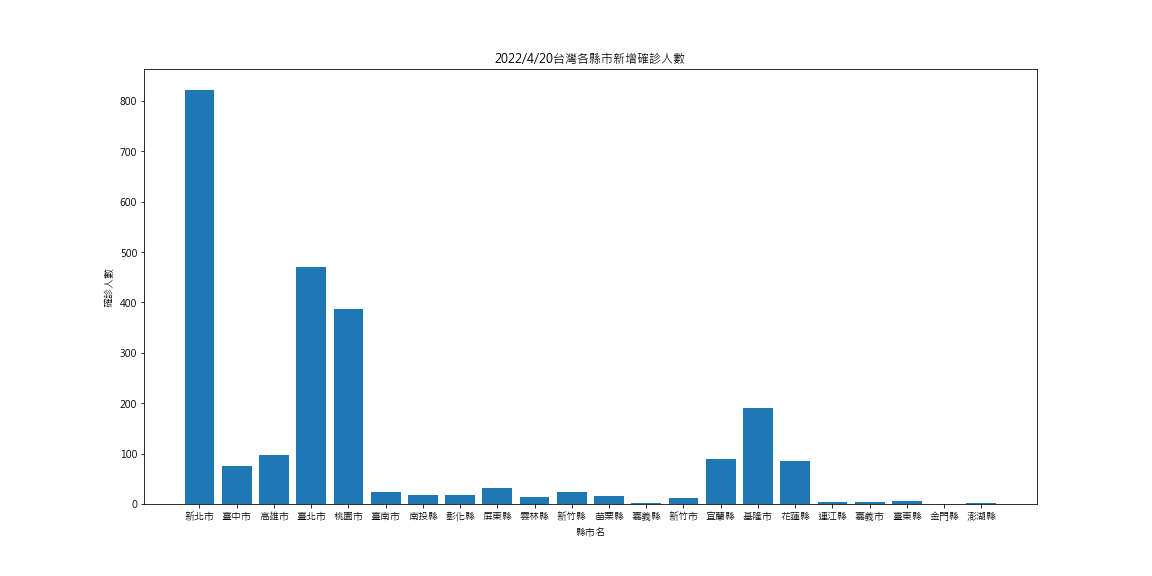 2022/4/20台灣各縣市新增確診人數
800
700
600
500
400
300
200
100
0
確診人數
新北市 臺中市 高雄市 臺北市 桃園市 臺南市 南投縣 彰化縣 屏東縣 雲林縣 新竹縣 苗栗縣 嘉義縣 新竹市 宜蘭縣 基隆市 花蓮縣 連江縣 嘉義市 臺東縣 金門縣 澎湖縣
縣市名